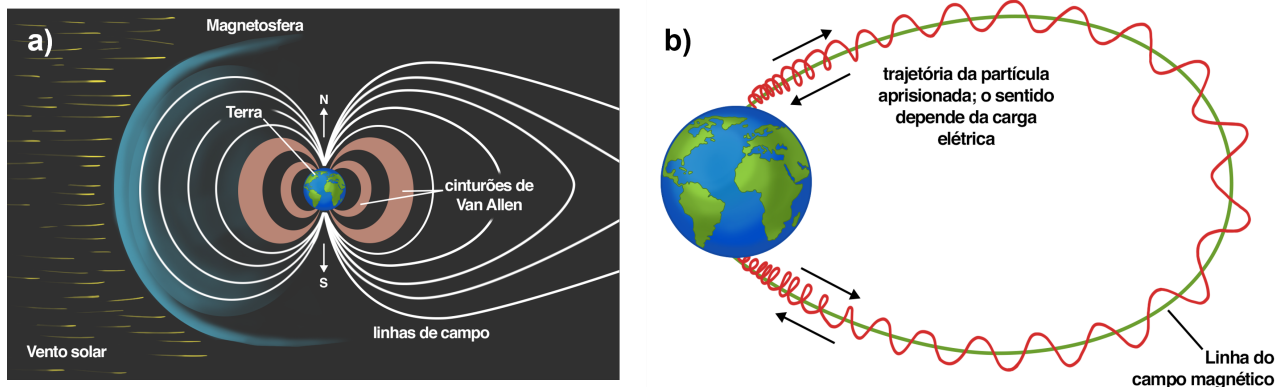 a)
Magnetosfera
Terra
N
cinturões de
Van Allen
S
linhas de campo
Vento solar
b)
trajetória da partícula
aprisionada; o sentido
depende da carga
elétrica
Linha do
campo magnético